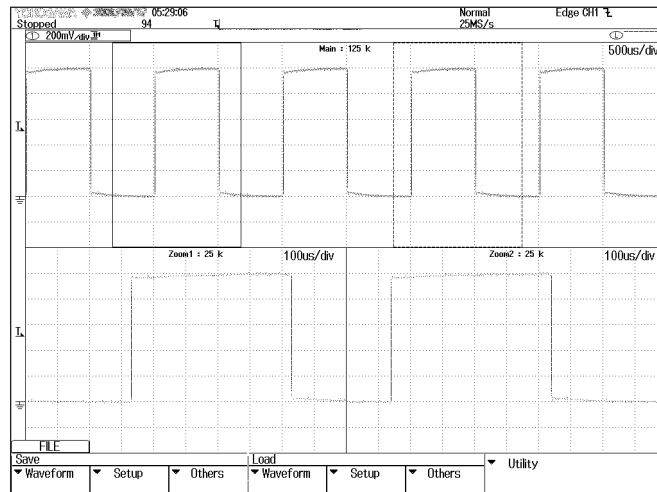 05:29:06 Normal Edge CH1
Stopped 94 25MS/s
1 200mV/div
Main : 125 k 500us/div
Zoom1 : 25 k 100us/div Zoom2 : 25 k 100us/div
FILE
Save Load
Waveform Setup Others Waveform Setup Others Utility